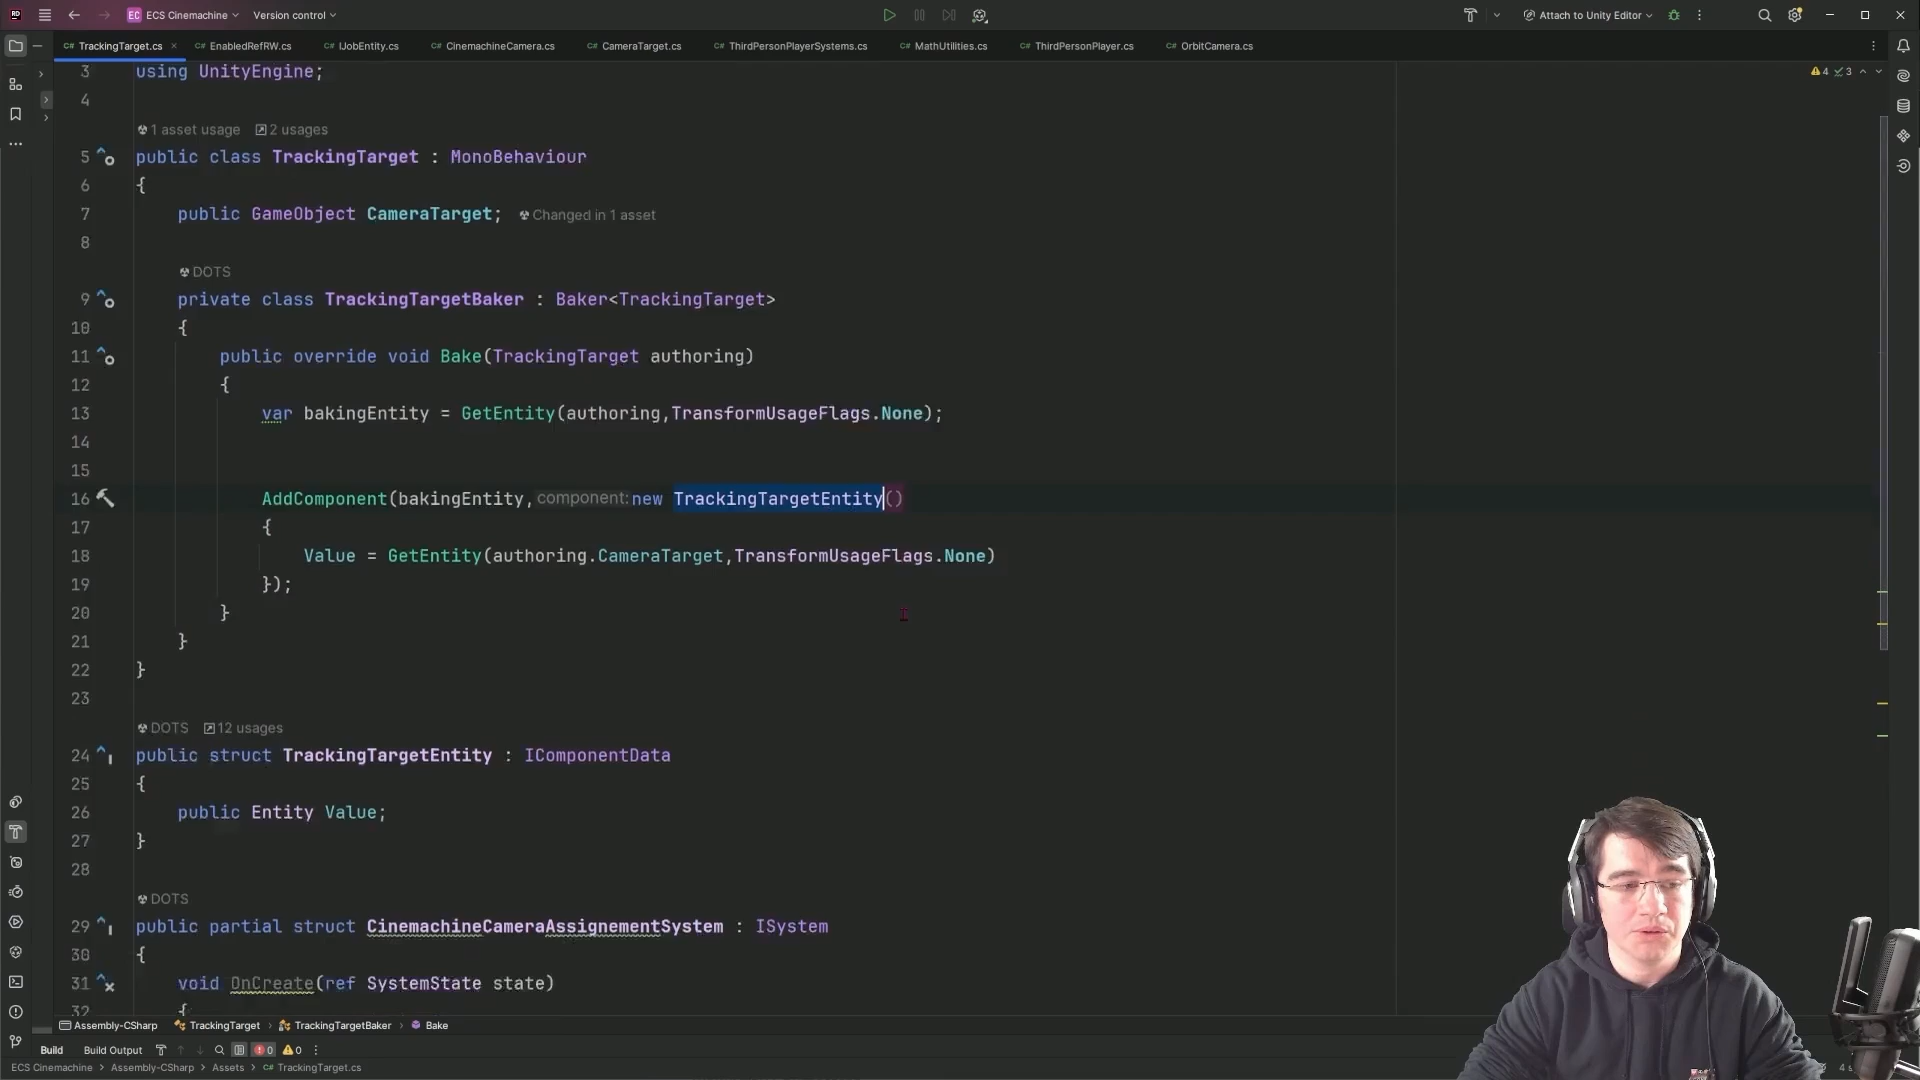 EC ECS Cinemachine Version control Attach to Unity Editor
TrackingTarget.cs EnabledRefRW.cs IJobEntity.cs CinemachineCamera.cs CameraTarget.cs ThirdPersonPlayerSystems.cs MathUtilities.cs ThirdPersonPlayer.cs OrbitCamera.cs
3 using UnityEngine; 4 3
4
1 asset usage 2 usages
5 public class TrackingTarget : MonoBehaviour
6 {
7 public GameObject CameraTarget; Changed in 1 asset
8
DOTS
9 private class TrackingTargetBaker : Baker<TrackingTarget>
10 {
11 public override void Bake(TrackingTarget authoring)
12 {
13 var bakingEntity = GetEntity(authoring,TransformUsageFlags.None);
14
15
16 AddComponent(bakingEntity, component: new TrackingTargetEntity()
17 {
18 Value = GetEntity(authoring.CameraTarget,TransformUsageFlags.None)
19 });
20 }
21 }
22 }
23
DOTS 12 usages
24 public struct TrackingTargetEntity : IComponentData
25 {
26 public Entity Value;
27 }
28
DOTS
29 public partial struct CinemachineCameraAssignementSystem : ISystem
30 {
31 void OnCreate(ref SystemState state)
32 {
Assembly-CSharp TrackingTarget TrackingTargetBaker Bake
Build Build Output 0 0
ECS Cinemachine Assembly-CSharp Assets TrackingTarget.cs